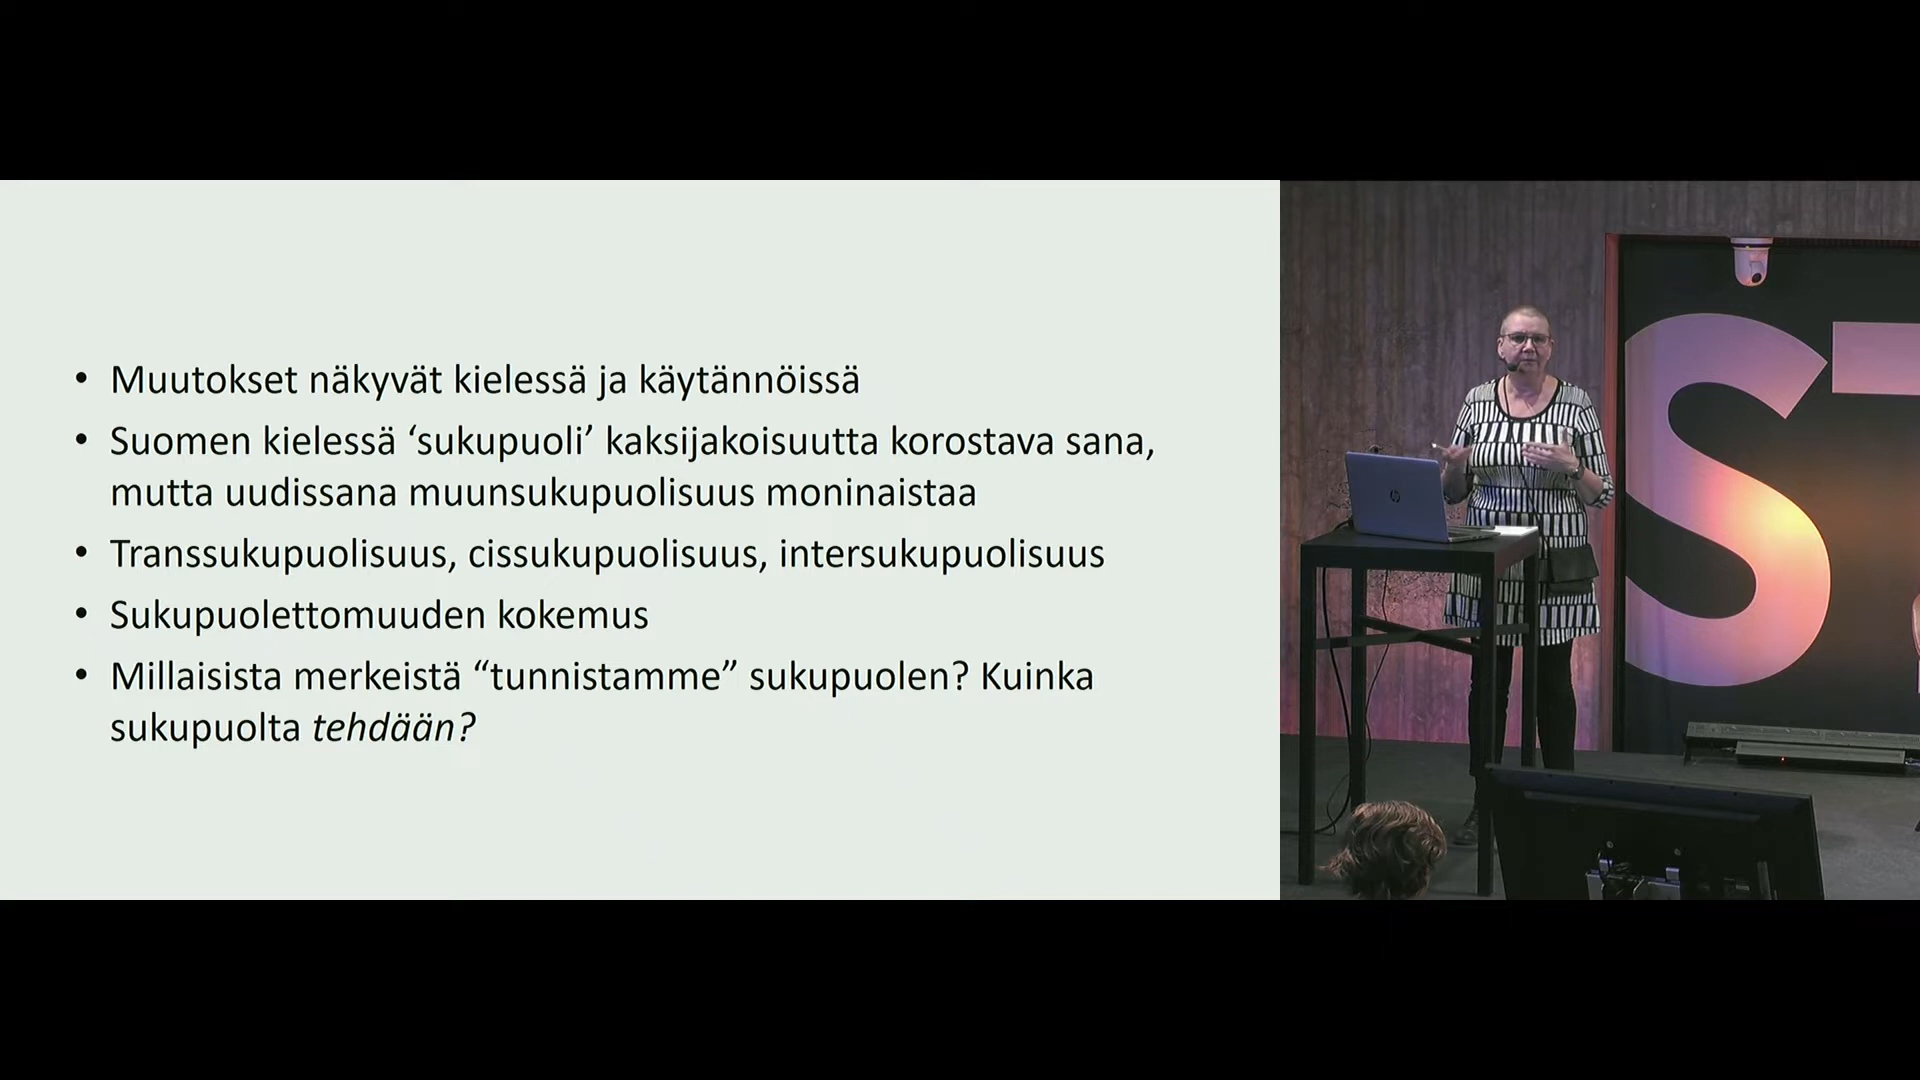 • Muutokset näkyvät kielessä ja käytännöissä
• Suomen kielessä ‘sukupuoli’ kaksijakoisuutta korostava sana,
mutta uudissana muunsukupuolisuus moninaistaa
• Transsukupuolisuus, cissukupuolisuus, intersukupuolisuus
• Sukupuolettomuuden kokemus
• Millaisista merkeistä “tunnistamme” sukupuolen? Kuinka
sukupuolta tehdään?
hp